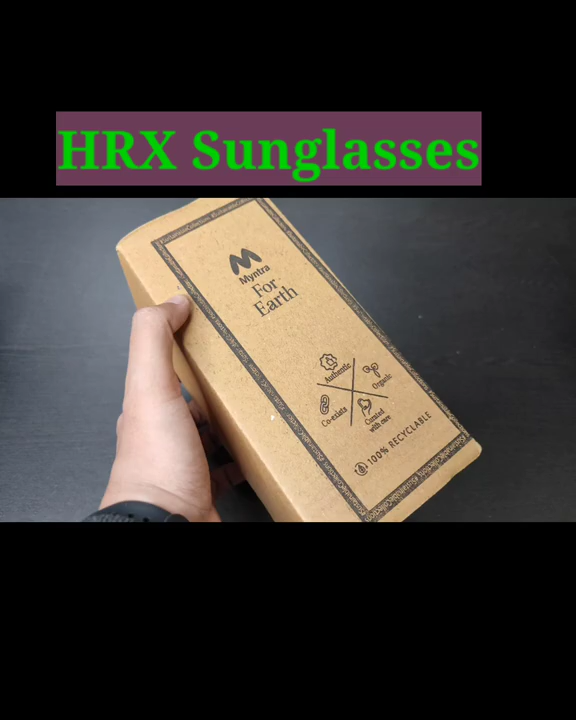 HRX Sunglasses
Myntra
For
Earth
Authentic
Organic
Co-exists
Curated
with care
100% RECYCLABLE